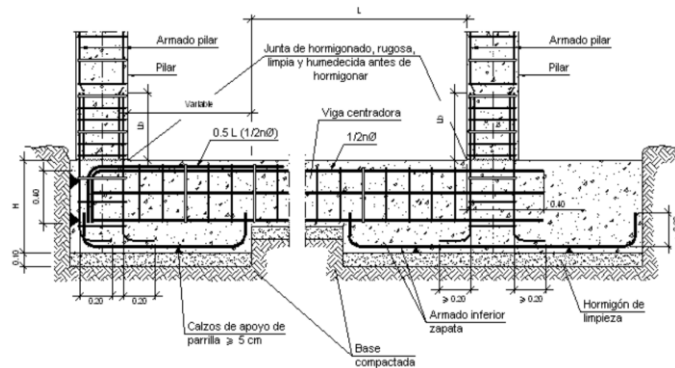 L
Armado pilar
Armado pilar
Junta de hormigonado, rugosa,
limpia y humedecida antes de
hormigonar
Pilar
Pilar
Variable
Viga centradora
Lb
Lb
0.5 L (1/2nØ)
1/2nØ
H
0.40
0.40
0.10
0.20
0.20
0.20
≥ 0.20
≥ 0.20
Calzos de apoyo de
parrilla ≥ 5 cm
Armado inferior
zapata
Hormigón de
limpieza
Base
compactada